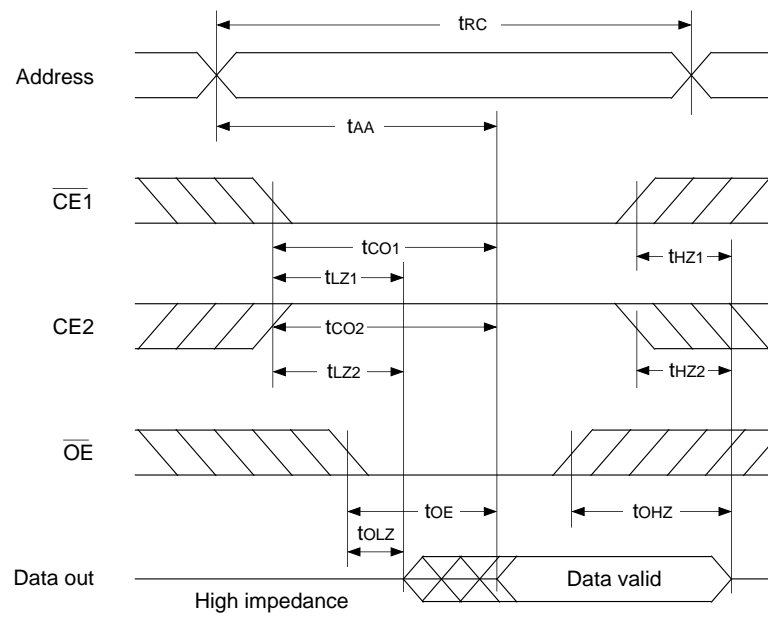 tRC
Address
tAA
CE1
tCO1
tHZ1
tLZ1
CE2
tCO2
tLZ2
tHZ2
OE
tOE
tOHZ
tOLZ
Data out
Data valid
High impedance